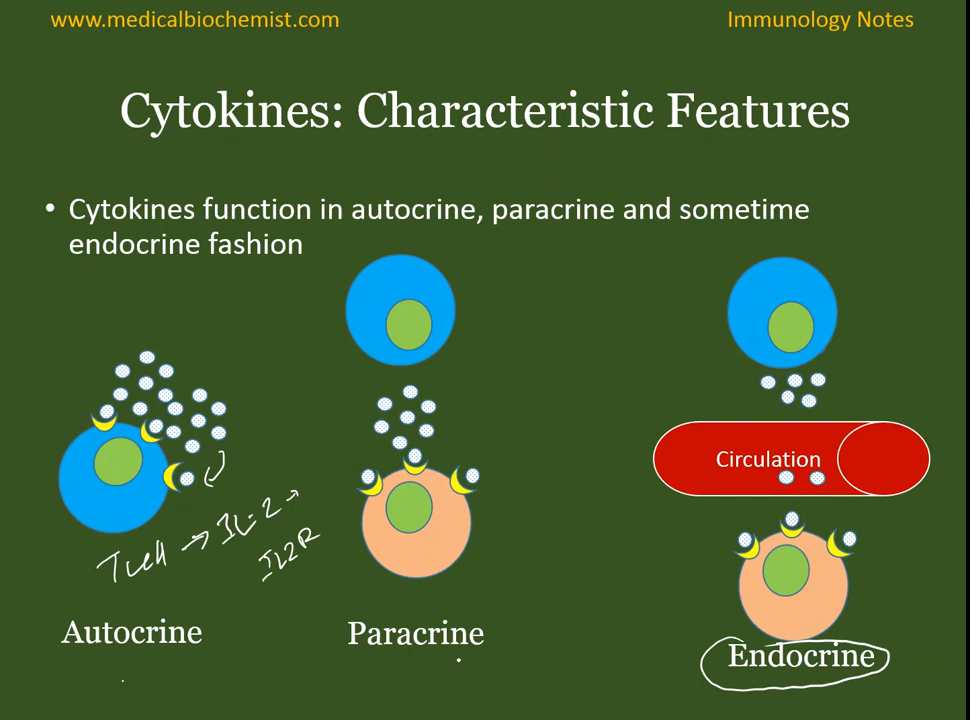 www.medicalbiochemist.com
Immunology Notes
Cytokines: Characteristic Features
• Cytokines function in autocrine, paracrine and sometime
endocrine fashion
Circulation
T cell → IL-2 →
IL2R
Autocrine
Paracrine
Endocrine